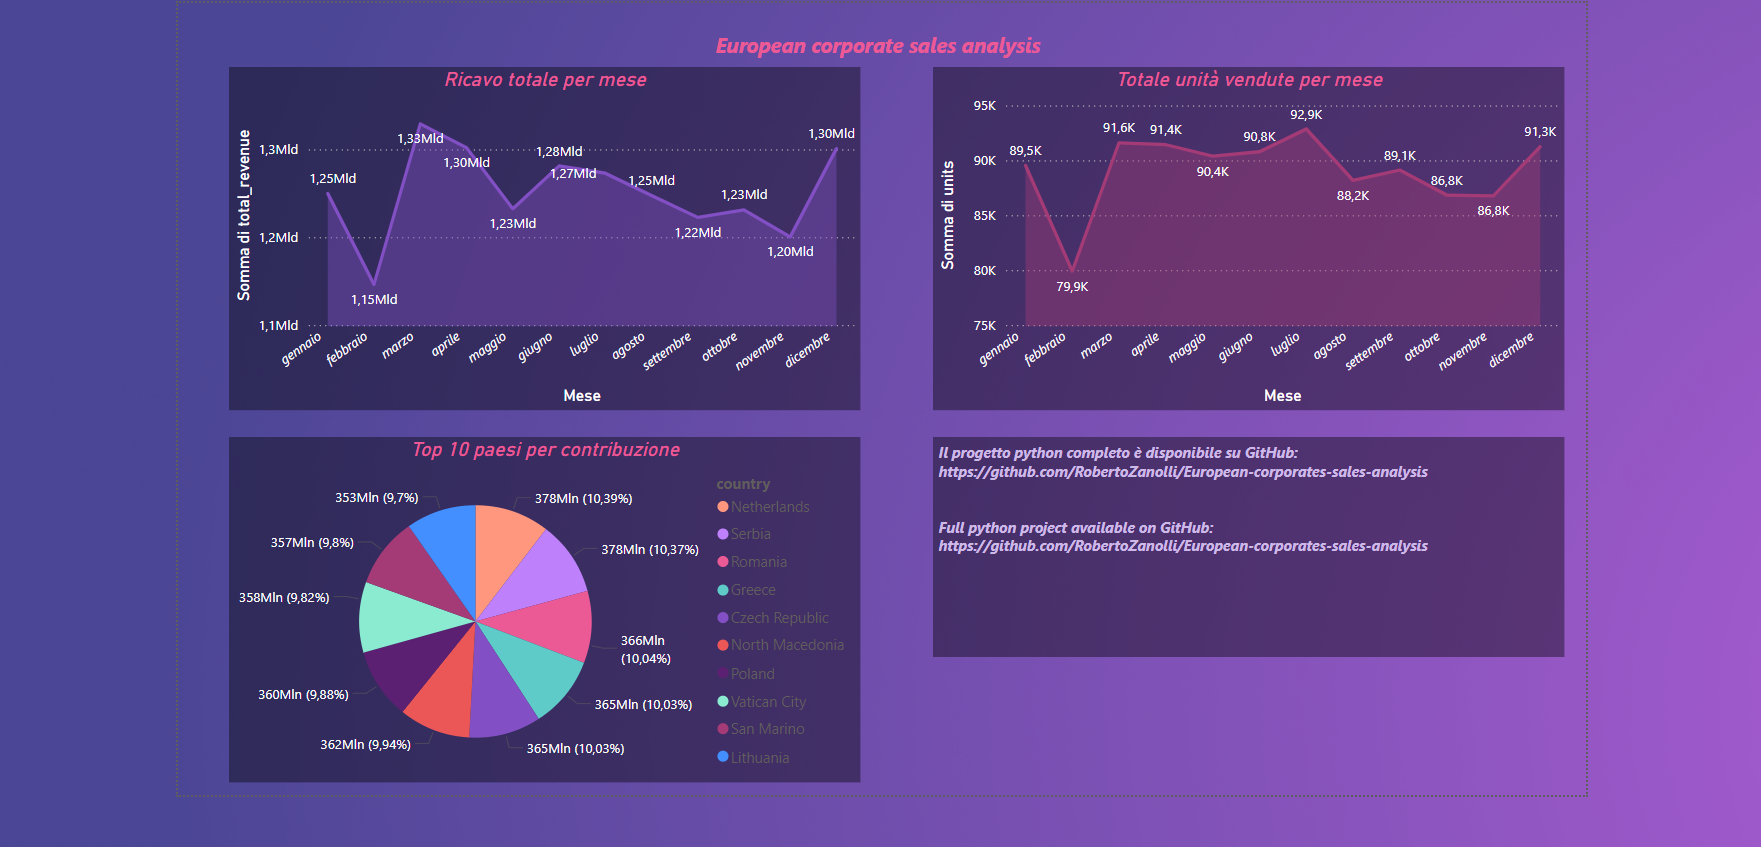 European corporate sales analysis
Ricavo totale per mese
Somma di total_revenue
1,3Mld
1,2Mld
1,1Mld
1,25Mld
1,15Mld
1,33Mld
1,30Mld
1,23Mld
1,28Mld
1,27Mld
1,25Mld
1,22Mld
1,23Mld
1,20Mld
1,30Mld
gennaio
febbraio
marzo
aprile
maggio
giugno
luglio
agosto
settembre
ottobre
novembre
dicembre
Mese
Totale unità vendute per mese
Somma di units
95K
90K
85K
80K
75K
89,5K
79,9K
91,6K
91,4K
90,4K
90,8K
92,9K
88,2K
89,1K
86,8K
86,8K
91,3K
gennaio
febbraio
marzo
aprile
maggio
giugno
luglio
agosto
settembre
ottobre
novembre
dicembre
Mese
Top 10 paesi per contribuzione
378Mln (10,39%)
378Mln (10,37%)
366Mln
(10,04%)
365Mln (10,03%)
365Mln (10,03%)
362Mln (9,94%)
360Mln (9,88%)
358Mln (9,82%)
357Mln (9,8%)
353Mln (9,7%)
country
Netherlands
Serbia
Romania
Greece
Czech Republic
North Macedonia
Poland
Vatican City
San Marino
Lithuania
Il progetto python completo è disponibile su GitHub:
https://github.com/RobertoZanolli/European-corporates-sales-analysis
Full python project available on GitHub:
https://github.com/RobertoZanolli/European-corporates-sales-analysis